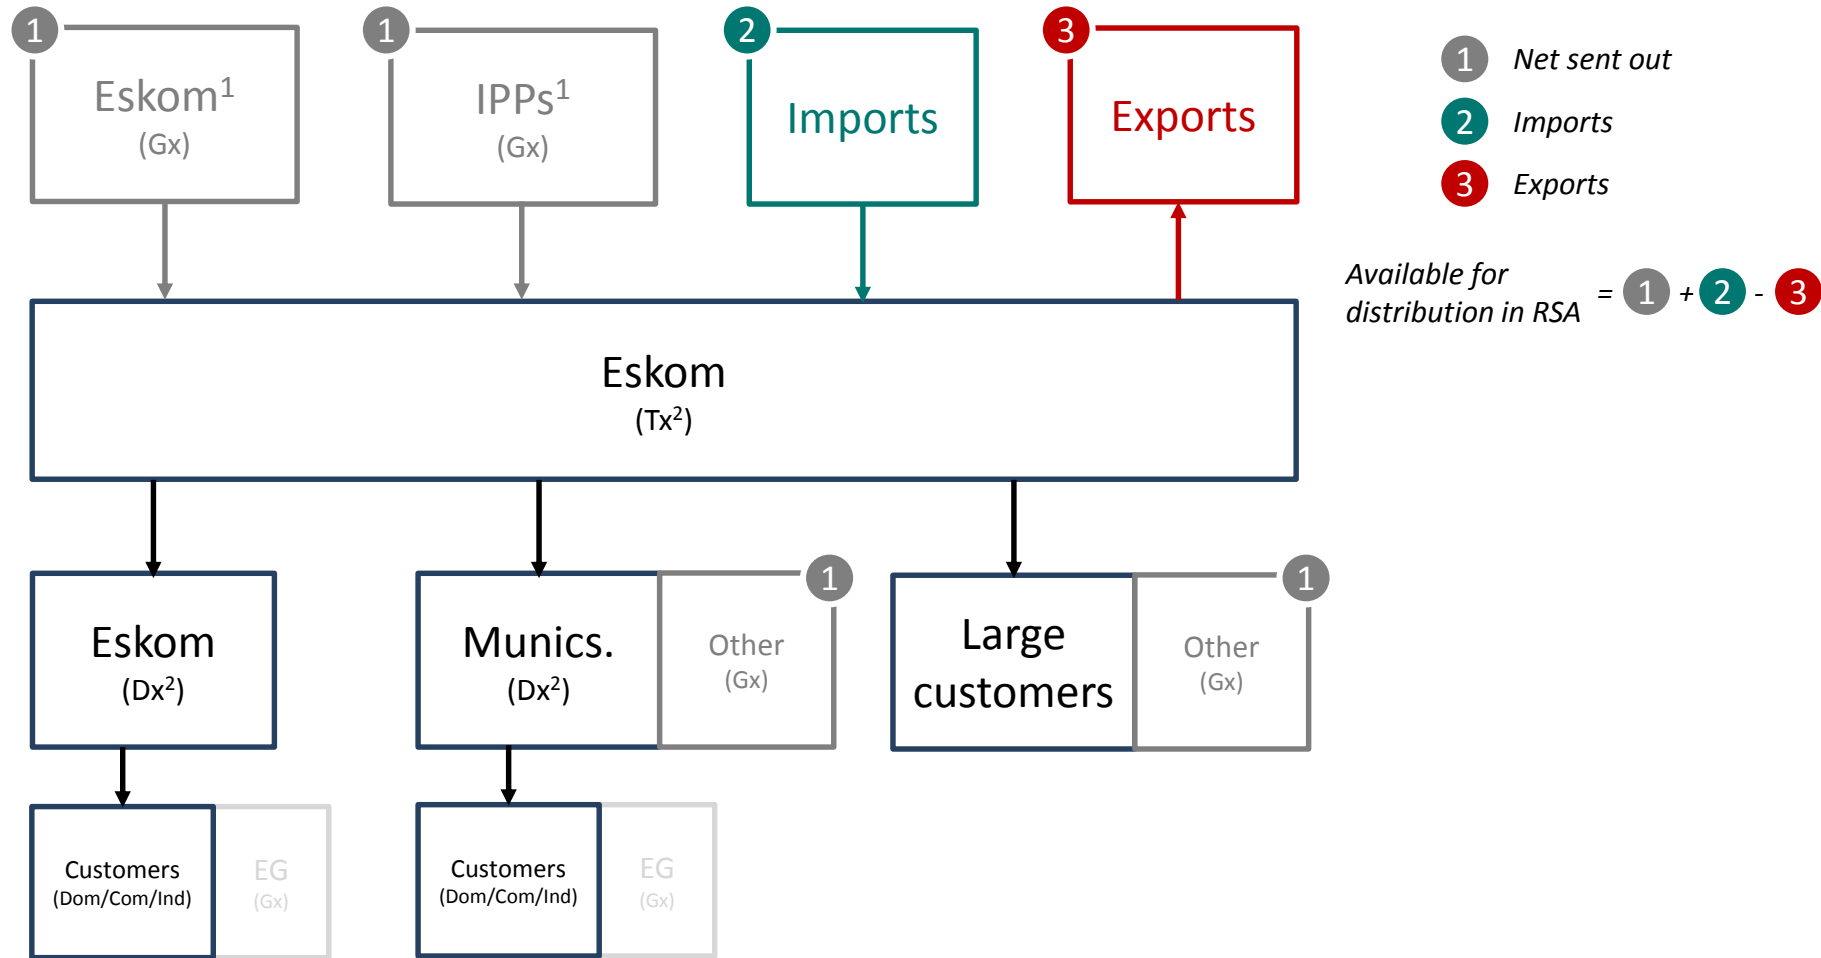 1
Eskom¹
(Gx)
1
IPPs¹
(Gx)
2
Imports
3
Exports
1 Net sent out
2 Imports
3 Exports
Available for
distribution in RSA = 1 + 2 - 3
Eskom
(Tx²)
Eskom
(Dx²)
Munics.
(Dx²)
1
Other
(Gx)
Large
customers
1
Other
(Gx)
Customers
(Dom/Com/Ind)
EG
(Gx)
Customers
(Dom/Com/Ind)
EG
(Gx)